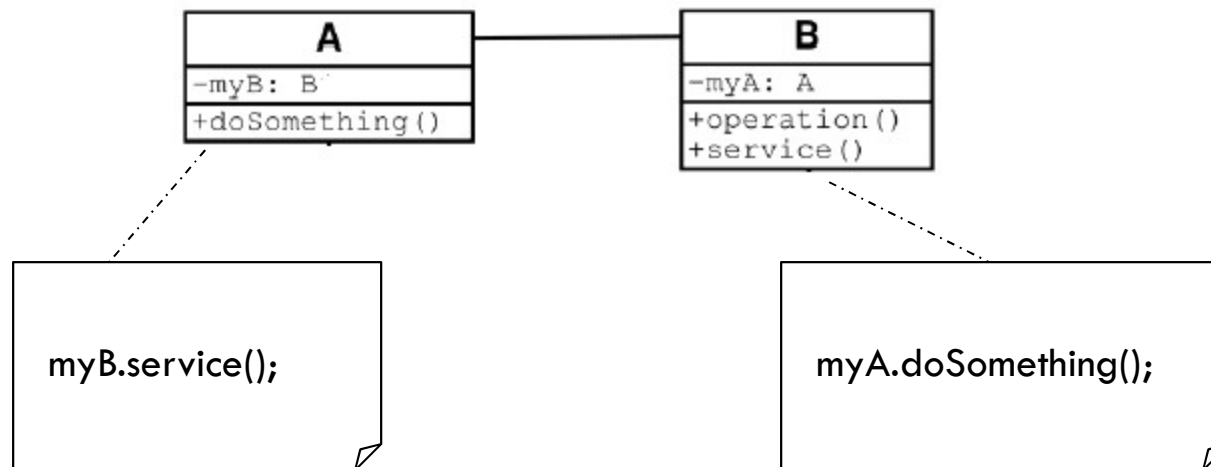 A
-myB: B
+doSomething()
B
-myA: A
+operation()
+service()
myB.service();
myA.doSomething();